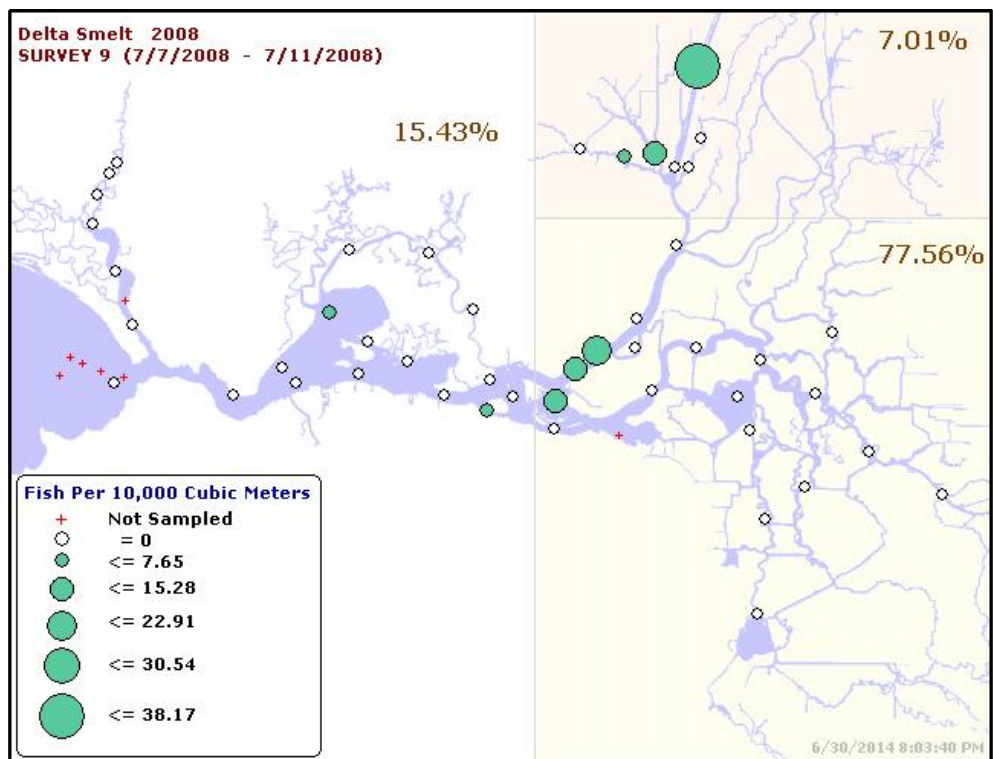 Delta Smelt 2008
SURVEY 9 (7/7/2008 - 7/11/2008)
7.01%
15.43%
77.56%
Fish Per 10,000 Cubic Meters
Not Sampled
= 0
<= 7.65
<= 15.28
<= 22.91
<= 30.54
<= 38.17
6/30/2014 8:03:40 PM